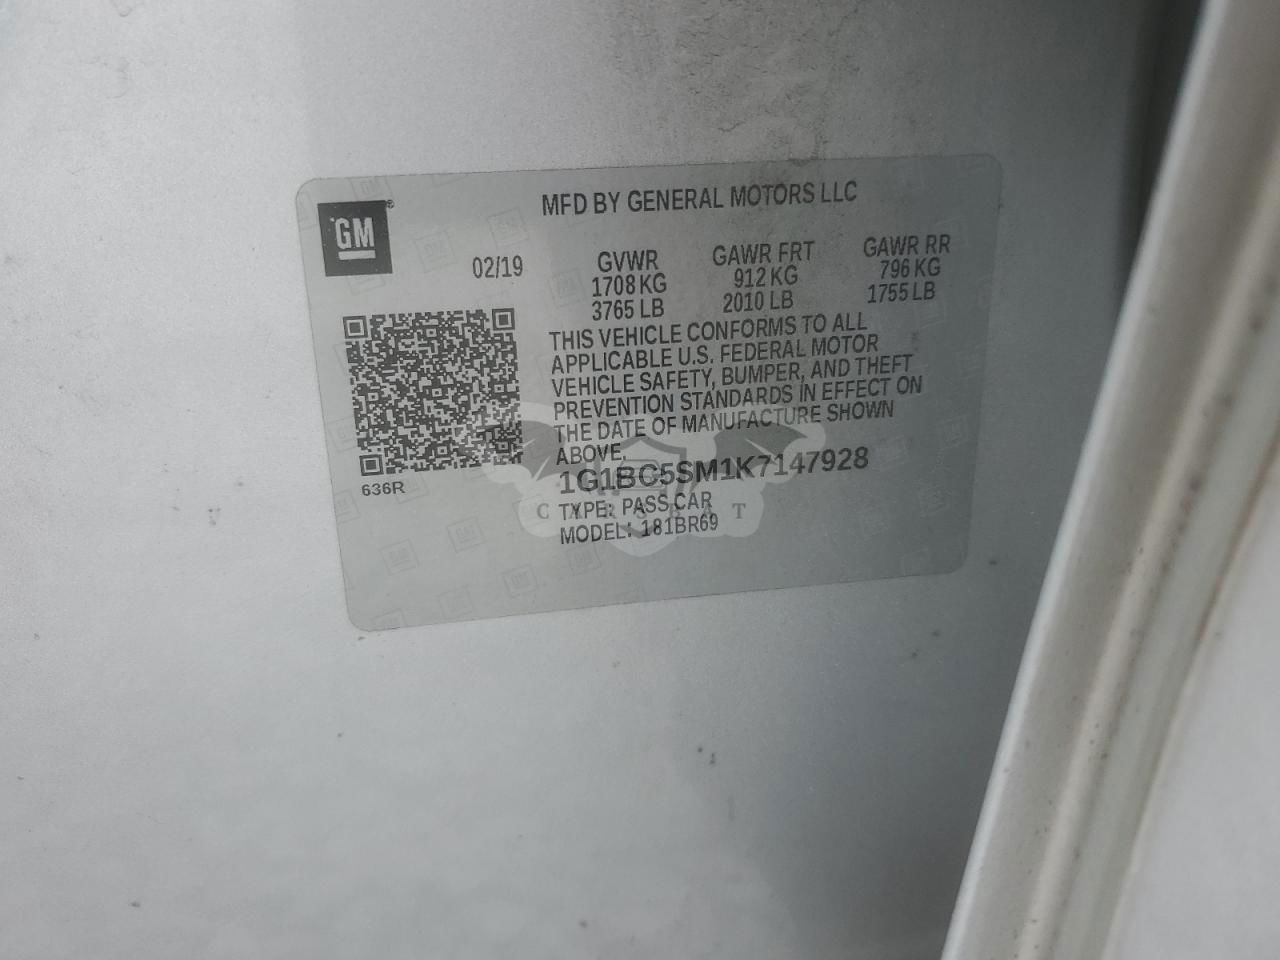 MFD BY GENERAL MOTORS LLC
GM®
02/19
GVWR GAWR FRT GAWR RR
1708 KG 912 KG 796 KG
3765 LB 2010 LB 1755 LB
THIS VEHICLE CONFORMS TO ALL
APPLICABLE U.S. FEDERAL MOTOR
VEHICLE SAFETY, BUMPER, AND THEFT
PREVENTION STANDARDS IN EFFECT ON
THE DATE OF MANUFACTURE SHOWN
ABOVE.
636R
1G1BC5SM1K7147928
TYPE: PASS CAR
MODEL: 181BR69